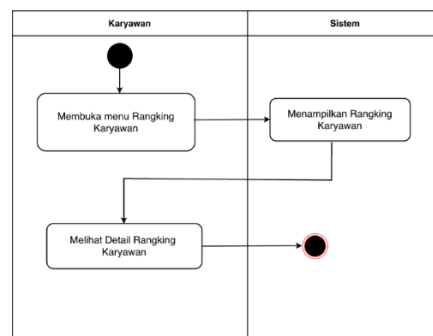 Karyawan
Sistem
Membuka menu Rangking
Karyawan
Menampilkan Rangking
Karyawan
Melihat Detail Rangking
Karyawan